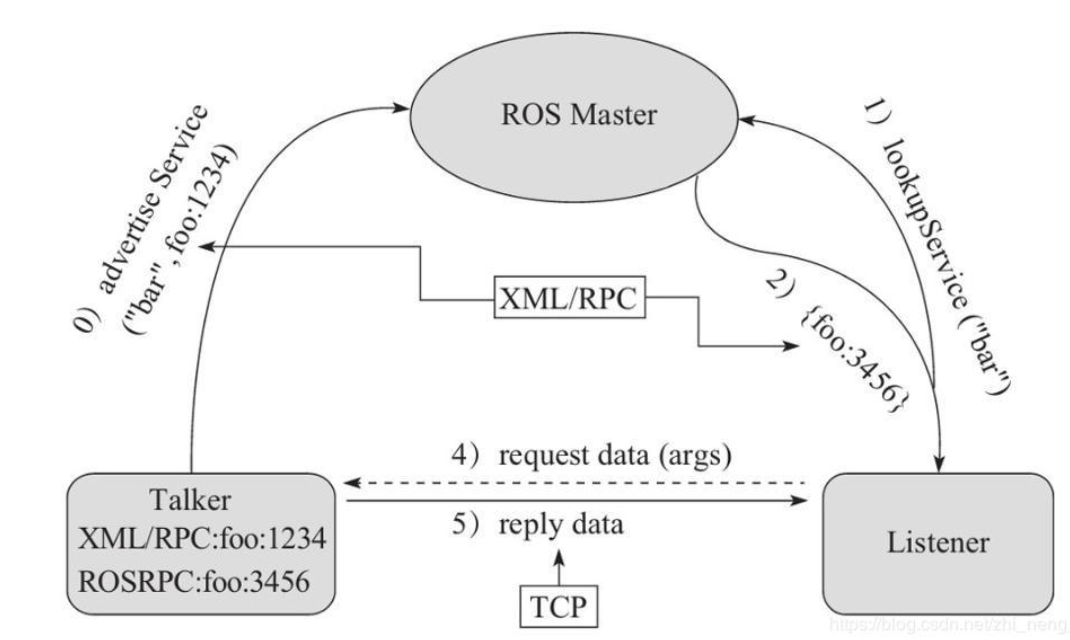 ROS Master
0）advertise Service
("bar" ,foo:1234)
1）lookupService ("bar")
XML/RPC
2）{foo:3456}
4）request data (args)
5）reply data
TCP
Talker
XML/RPC:foo:1234
ROSRPC:foo:3456
Listener
https://blog.csdn.net/zhi_neng